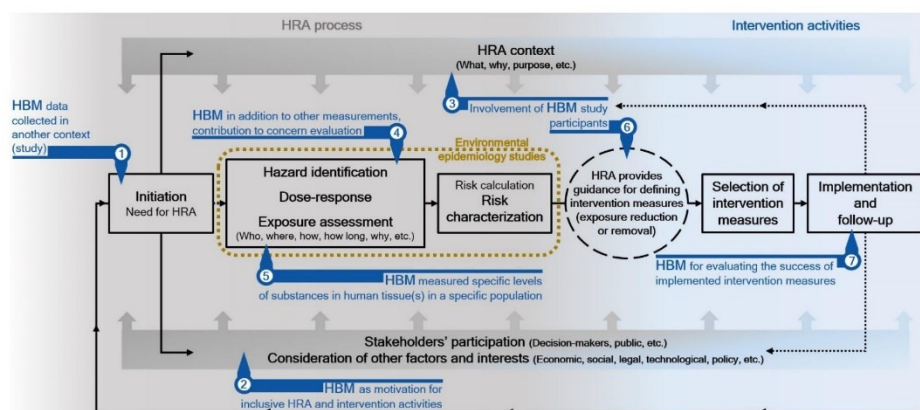 HRA process
Intervention activities
HRA context
(What, why, purpose, etc.)
HBM data
collected in
another context
(study)
1
HBM in addition to other measurements,
contribution to concern evaluation
4
3
Involvement of HBM study
participants
6
Environmental
epidemiology studies
Initiation
Need for HRA
Hazard identification
Dose-response
Exposure assessment
(Who, where, how, how long, why, etc.)
Risk calculation
Risk
characterization
HRA provides
guidance for defining
intervention measures
(exposure reduction
or removal)
Selection of
intervention
measures
Implementation
and
follow-up
5
HBM measured specific levels
of substances in human tissue(s) in a specific population
HBM for evaluating the success of
implemented intervention measures
7
Stakeholders' participation (Decision-makers, public, etc.)
Consideration of other factors and interests (Economic, social, legal, technological, policy, etc.)
2
HBM as motivation for
inclusive HRA and intervention activities